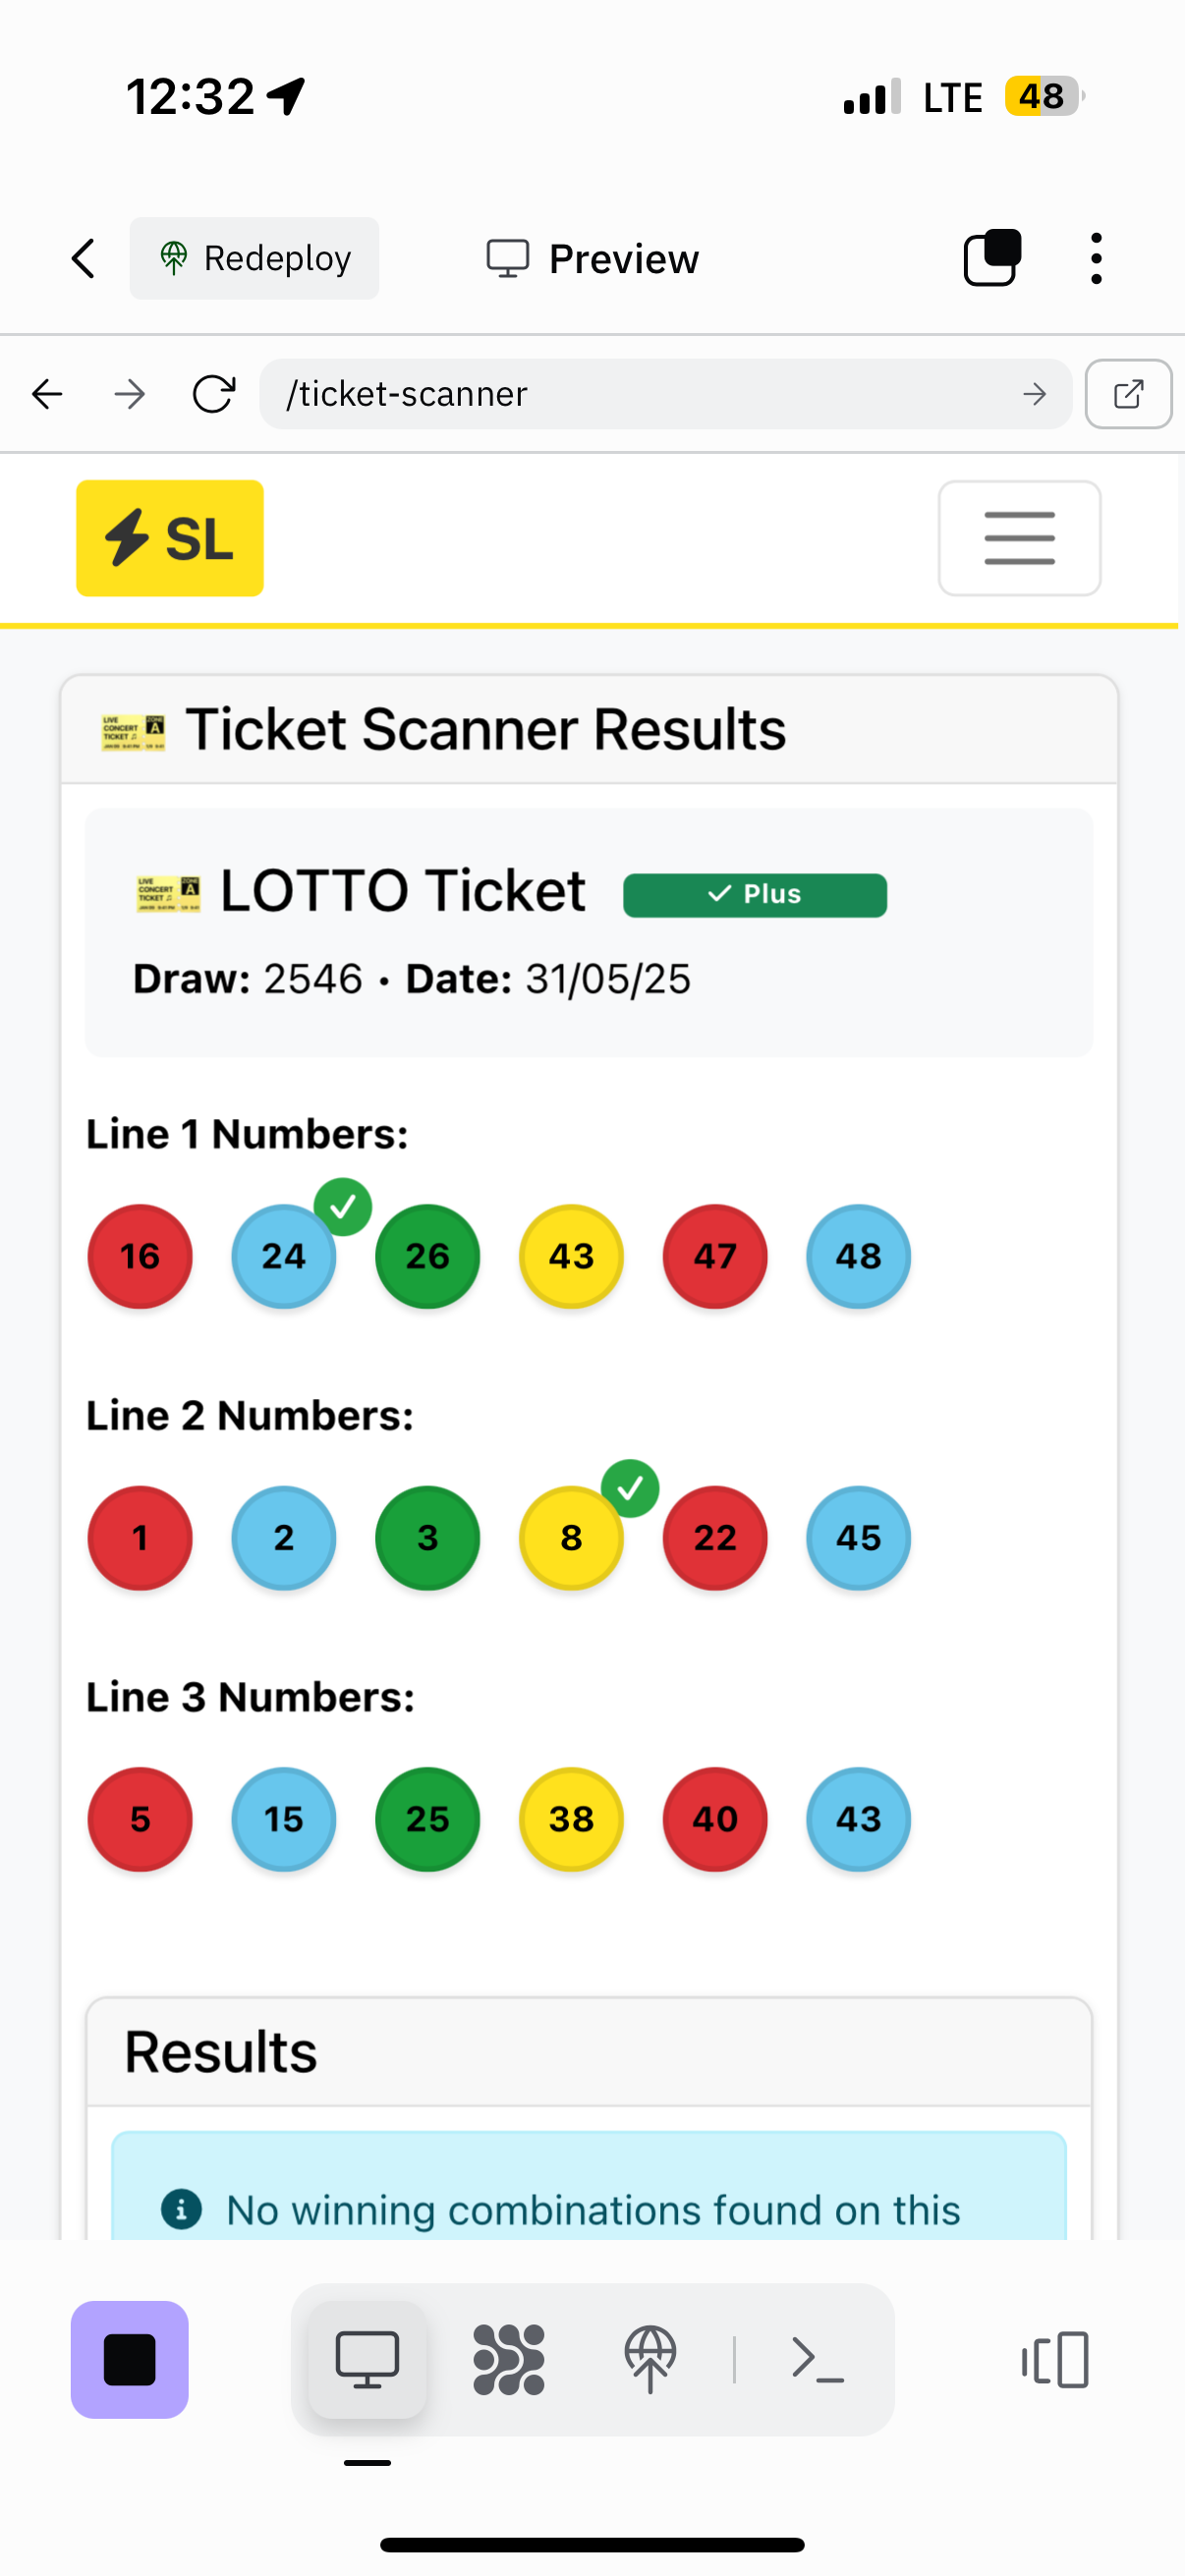 12:32 LTE 48
Redeploy Preview
/ticket-scanner
SL
Ticket Scanner Results
LOTTO Ticket Plus
Draw: 2546 • Date: 31/05/25
Line 1 Numbers:
16 24 26 43 47 48
Line 2 Numbers:
1 2 3 8 22 45
Line 3 Numbers:
5 15 25 38 40 43
Results
No winning combinations found on this